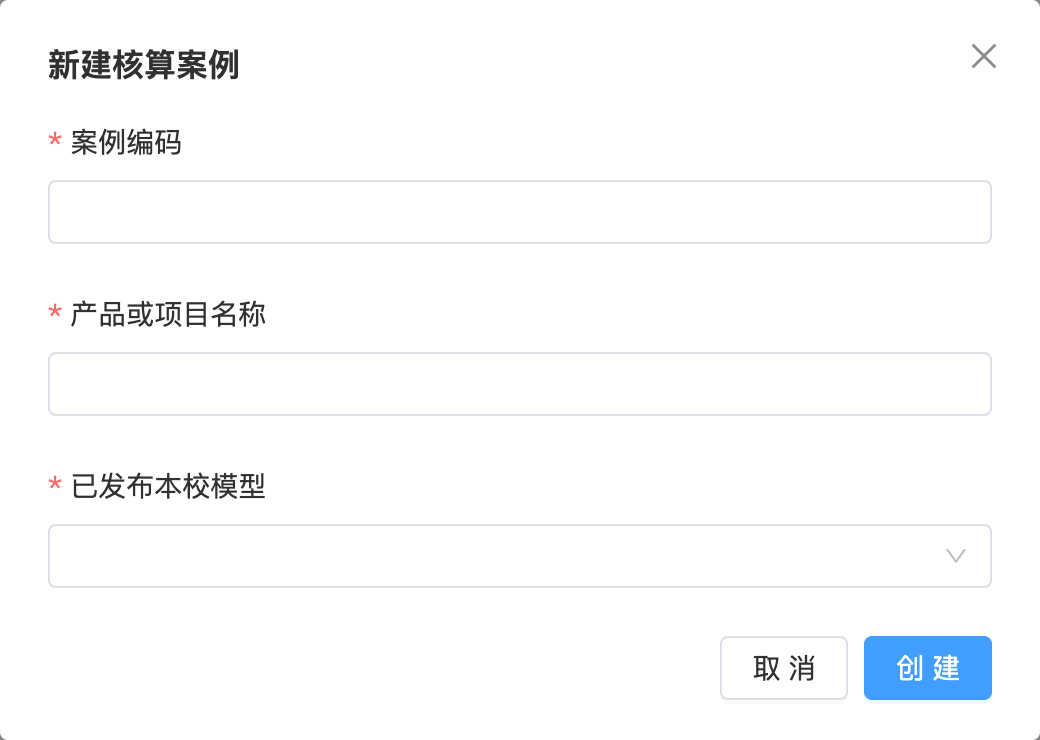 新建核算案例
* 案例编码
* 产品或项目名称
* 已发布本校模型
取消
创建